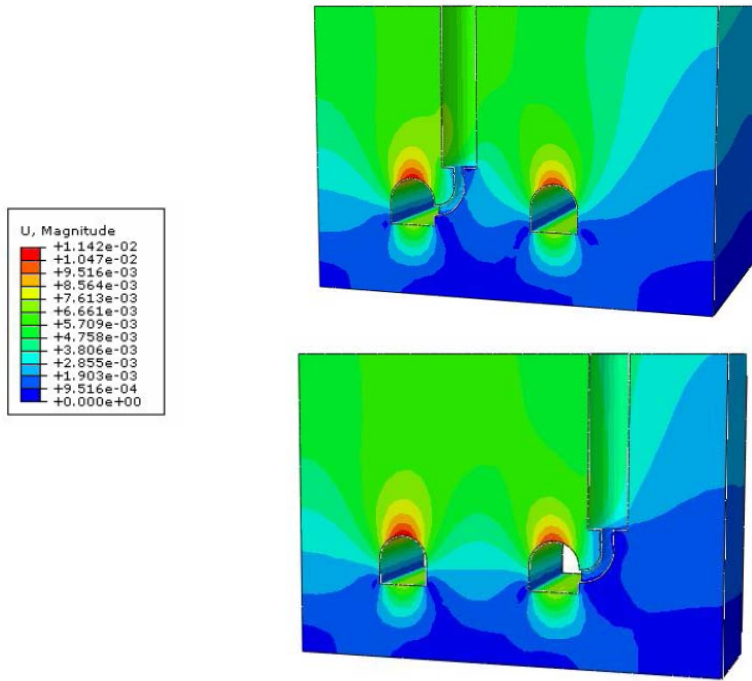 U, Magnitude
+1.142e-02
+1.047e-02
+9.516e-03
+8.564e-03
+7.613e-03
+6.661e-03
+5.709e-03
+4.758e-03
+3.806e-03
+2.855e-03
+1.903e-03
+9.516e-04
+0.000e+00